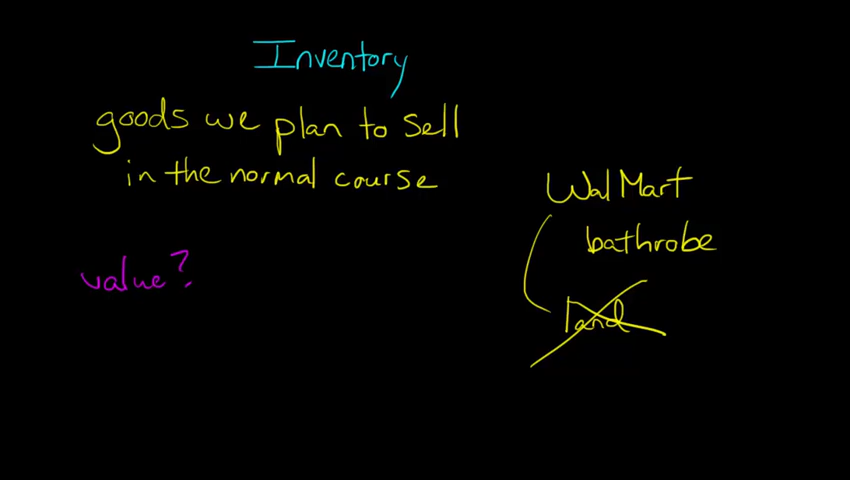 Inventory
goods we plan to sell
in the normal course
WalMart
bathrobe
value?
land